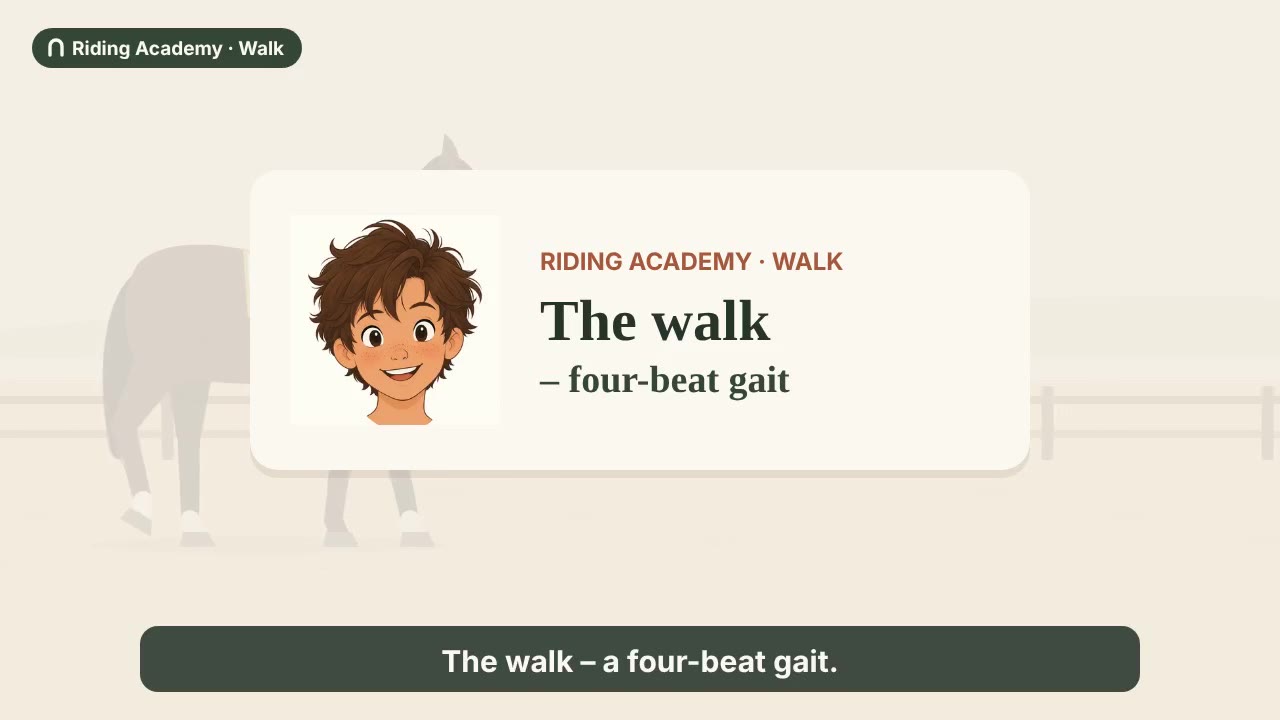 Riding Academy · Walk
RIDING ACADEMY · WALK
The walk
– four-beat gait
The walk – a four-beat gait.